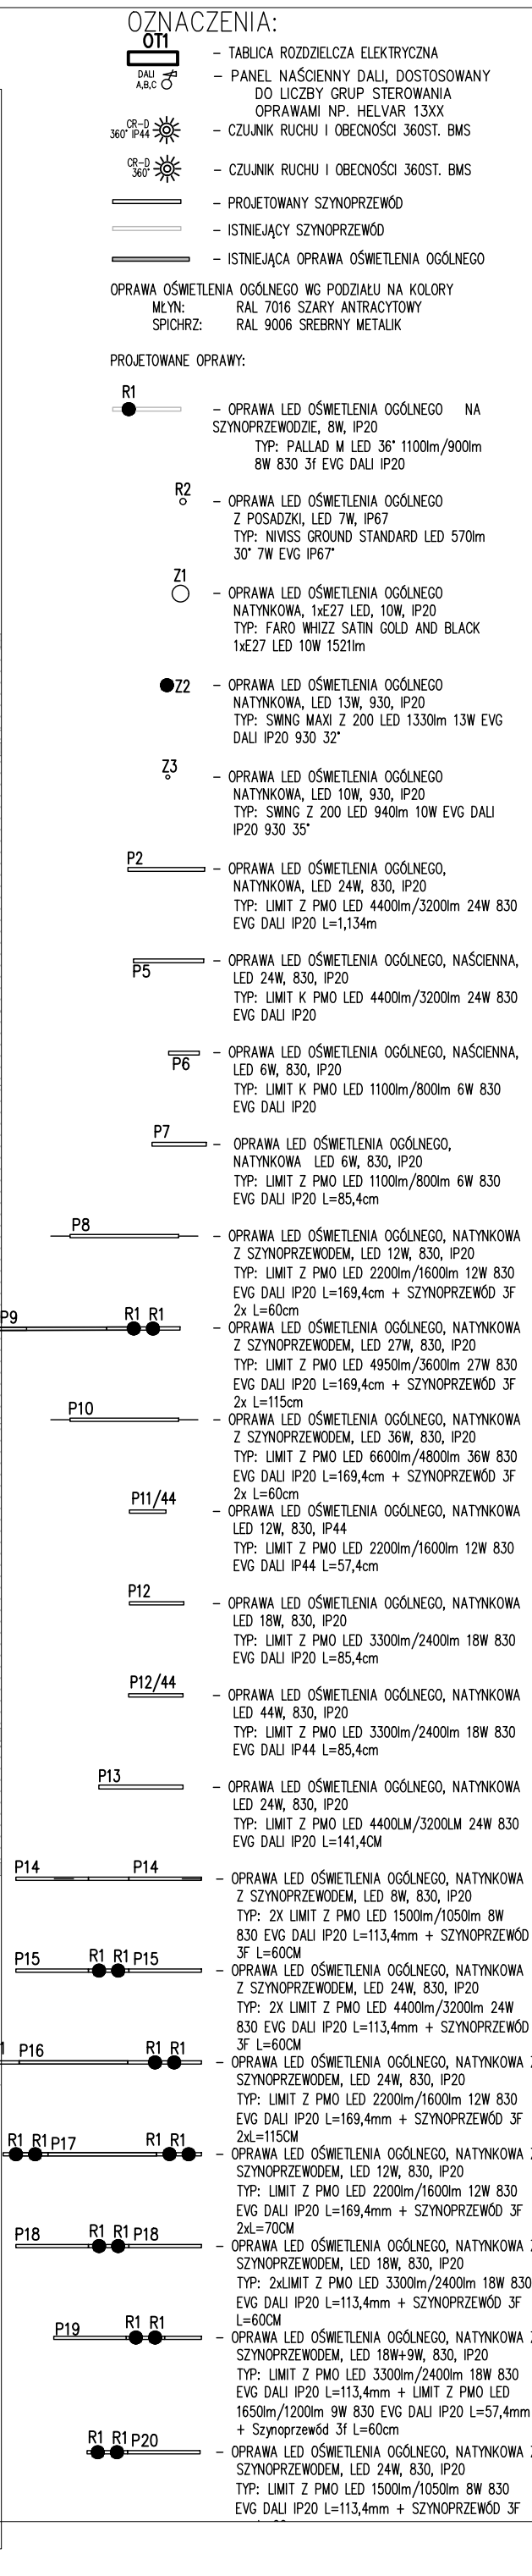 OZNACZENIA:
OT1
– TABLICA ROZDZIELCZA ELEKTRYCZNA
DALI
A,B,C
– PANEL NAŚCIENNY DALI, DOSTOSOWANY
DO LICZBY GRUP STEROWANIA
OPRAWAMI NP. HELVAR 13XX
CR-D
360° IP44
– CZUJNIK RUCHU I OBECNOŚCI 360ST. BMS
CR-D
360°
– CZUJNIK RUCHU I OBECNOŚCI 360ST. BMS
– PROJETOWANY SZYNOPRZEWÓD
– ISTNIEJĄCY SZYNOPRZEWÓD
– ISTNIEJĄCA OPRAWA OŚWIETLENIA OGÓLNEGO
OPRAWA OŚWIETLENIA OGÓLNEGO WG PODZIAŁU NA KOLORY
MŁYN: RAL 7016 SZARY ANTRACYTOWY
SPICHRZ: RAL 9006 SREBRNY METALIK
PROJETOWANE OPRAWY:
R1
– OPRAWA LED OŚWIETLENIA OGÓLNEGO NA
SZYNOPRZEWODZIE, 8W, IP20
TYP: PALLAD M LED 36° 1100lm/900lm
8W 830 3f EVG DALI IP20
R2
– OPRAWA LED OŚWIETLENIA OGÓLNEGO
Z POSADZKI, LED 7W, IP67
TYP: NIVISS GROUND STANDARD LED 570lm
30° 7W EVG IP67°
Z1
– OPRAWA LED OŚWIETLENIA OGÓLNEGO
NATYNKOWA, 1xE27 LED, 10W, IP20
TYP: FARO WHIZZ SATIN GOLD AND BLACK
1xE27 LED 10W 1521lm
Z2
– OPRAWA LED OŚWIETLENIA OGÓLNEGO
NATYNKOWA, LED 13W, 930, IP20
TYP: SWING MAXI Z 200 LED 1330lm 13W EVG
DALI IP20 930 32°
Z3
– OPRAWA LED OŚWIETLENIA OGÓLNEGO
NATYNKOWA, LED 10W, 930, IP20
TYP: SWING Z 200 LED 940lm 10W EVG DALI
IP20 930 35°
P2
– OPRAWA LED OŚWIETLENIA OGÓLNEGO,
NATYNKOWA, LED 24W, 830, IP20
TYP: LIMIT Z PMO LED 4400lm/3200lm 24W 830
EVG DALI IP20 L=1,134m
P5
– OPRAWA LED OŚWIETLENIA OGÓLNEGO, NAŚCIENNA,
LED 24W, 830, IP20
TYP: LIMIT K PMO LED 4400lm/3200lm 24W 830
EVG DALI IP20
P6
– OPRAWA LED OŚWIETLENIA OGÓLNEGO, NAŚCIENNA,
LED 6W, 830, IP20
TYP: LIMIT K PMO LED 1100lm/800lm 6W 830
EVG DALI IP20
P7
– OPRAWA LED OŚWIETLENIA OGÓLNEGO,
NATYNKOWA LED 6W, 830, IP20
TYP: LIMIT Z PMO LED 1100lm/800lm 6W 830
EVG DALI IP20 L=85,4cm
P8
– OPRAWA LED OŚWIETLENIA OGÓLNEGO, NATYNKOWA
Z SZYNOPRZEWODEM, LED 12W, 830, IP20
TYP: LIMIT Z PMO LED 2200lm/1600lm 12W 830
EVG DALI IP20 L=169,4cm + SZYNOPRZEWÓD 3F
2x L=60cm
P9 R1 R1
– OPRAWA LED OŚWIETLENIA OGÓLNEGO, NATYNKOWA
Z SZYNOPRZEWODEM, LED 27W, 830, IP20
TYP: LIMIT Z PMO LED 4950lm/3600lm 27W 830
EVG DALI IP20 L=169,4cm + SZYNOPRZEWÓD 3F
2x L=115cm
P10
– OPRAWA LED OŚWIETLENIA OGÓLNEGO, NATYNKOWA
Z SZYNOPRZEWODEM, LED 36W, 830, IP20
TYP: LIMIT Z PMO LED 6600lm/4800lm 36W 830
EVG DALI IP20 L=169,4cm + SZYNOPRZEWÓD 3F
2x L=60cm
P11/44
– OPRAWA LED OŚWIETLENIA OGÓLNEGO, NATYNKOWA
LED 12W, 830, IP44
TYP: LIMIT Z PMO LED 2200lm/1600lm 12W 830
EVG DALI IP44 L=57,4cm
P12
– OPRAWA LED OŚWIETLENIA OGÓLNEGO, NATYNKOWA
LED 18W, 830, IP20
TYP: LIMIT Z PMO LED 3300lm/2400lm 18W 830
EVG DALI IP20 L=85,4cm
P12/44
– OPRAWA LED OŚWIETLENIA OGÓLNEGO, NATYNKOWA
LED 44W, 830, IP20
TYP: LIMIT Z PMO LED 3300lm/2400lm 18W 830
EVG DALI IP44 L=85,4cm
P13
– OPRAWA LED OŚWIETLENIA OGÓLNEGO, NATYNKOWA
LED 24W, 830, IP20
TYP: LIMIT Z PMO LED 4400LM/3200LM 24W 830
EVG DALI IP20 L=141,4CM
P14 P14
– OPRAWA LED OŚWIETLENIA OGÓLNEGO, NATYNKOWA
Z SZYNOPRZEWODEM, LED 8W, 830, IP20
TYP: 2X LIMIT Z PMO LED 1500lm/1050lm 8W
830 EVG DALI IP20 L=113,4mm + SZYNOPRZEWÓD
3F L=60CM
P15 R1 R1 P15
– OPRAWA LED OŚWIETLENIA OGÓLNEGO, NATYNKOWA
Z SZYNOPRZEWODEM, LED 24W, 830, IP20
TYP: 2X LIMIT Z PMO LED 4400lm/3200lm 24W
830 EVG DALI IP20 L=113,4mm + SZYNOPRZEWÓD
3F L=60CM
1 P16 R1 R1
– OPRAWA LED OŚWIETLENIA OGÓLNEGO, NATYNKOWA Z
SZYNOPRZEWODEM, LED 24W, 830, IP20
TYP: LIMIT Z PMO LED 2200lm/1600lm 12W 830
EVG DALI IP20 L=169,4mm + SZYNOPRZEWÓD 3F
2xL=115CM
R1 R1 P17 R1 R1
– OPRAWA LED OŚWIETLENIA OGÓLNEGO, NATYNKOWA Z
SZYNOPRZEWODEM, LED 12W, 830, IP20
TYP: LIMIT Z PMO LED 2200lm/1600lm 12W 830
EVG DALI IP20 L=169,4mm + SZYNOPRZEWÓD 3F
2xL=70CM
P18 R1 R1 P18
– OPRAWA LED OŚWIETLENIA OGÓLNEGO, NATYNKOWA Z
SZYNOPRZEWODEM, LED 18W, 830, IP20
TYP: 2xLIMIT Z PMO LED 3300lm/2400lm 18W 830
EVG DALI IP20 L=113,4mm + SZYNOPRZEWÓD 3F
L=60CM
P19 R1 R1
– OPRAWA LED OŚWIETLENIA OGÓLNEGO, NATYNKOWA Z
SZYNOPRZEWODEM, LED 18W+9W, 830, IP20
TYP: LIMIT Z PMO LED 3300lm/2400lm 18W 830
EVG DALI IP20 L=113,4mm + LIMIT Z PMO LED
1650lm/1200lm 9W 830 EVG DALI IP20 L=57,4mm
+ Szynoprzewód 3f L=60cm
R1 R1 P20
– OPRAWA LED OŚWIETLENIA OGÓLNEGO, NATYNKOWA Z
SZYNOPRZEWODEM, LED 24W, 830, IP20
TYP: LIMIT Z PMO LED 1500lm/1050lm 8W 830
EVG DALI IP20 L=113,4mm + SZYNOPRZEWÓD 3F